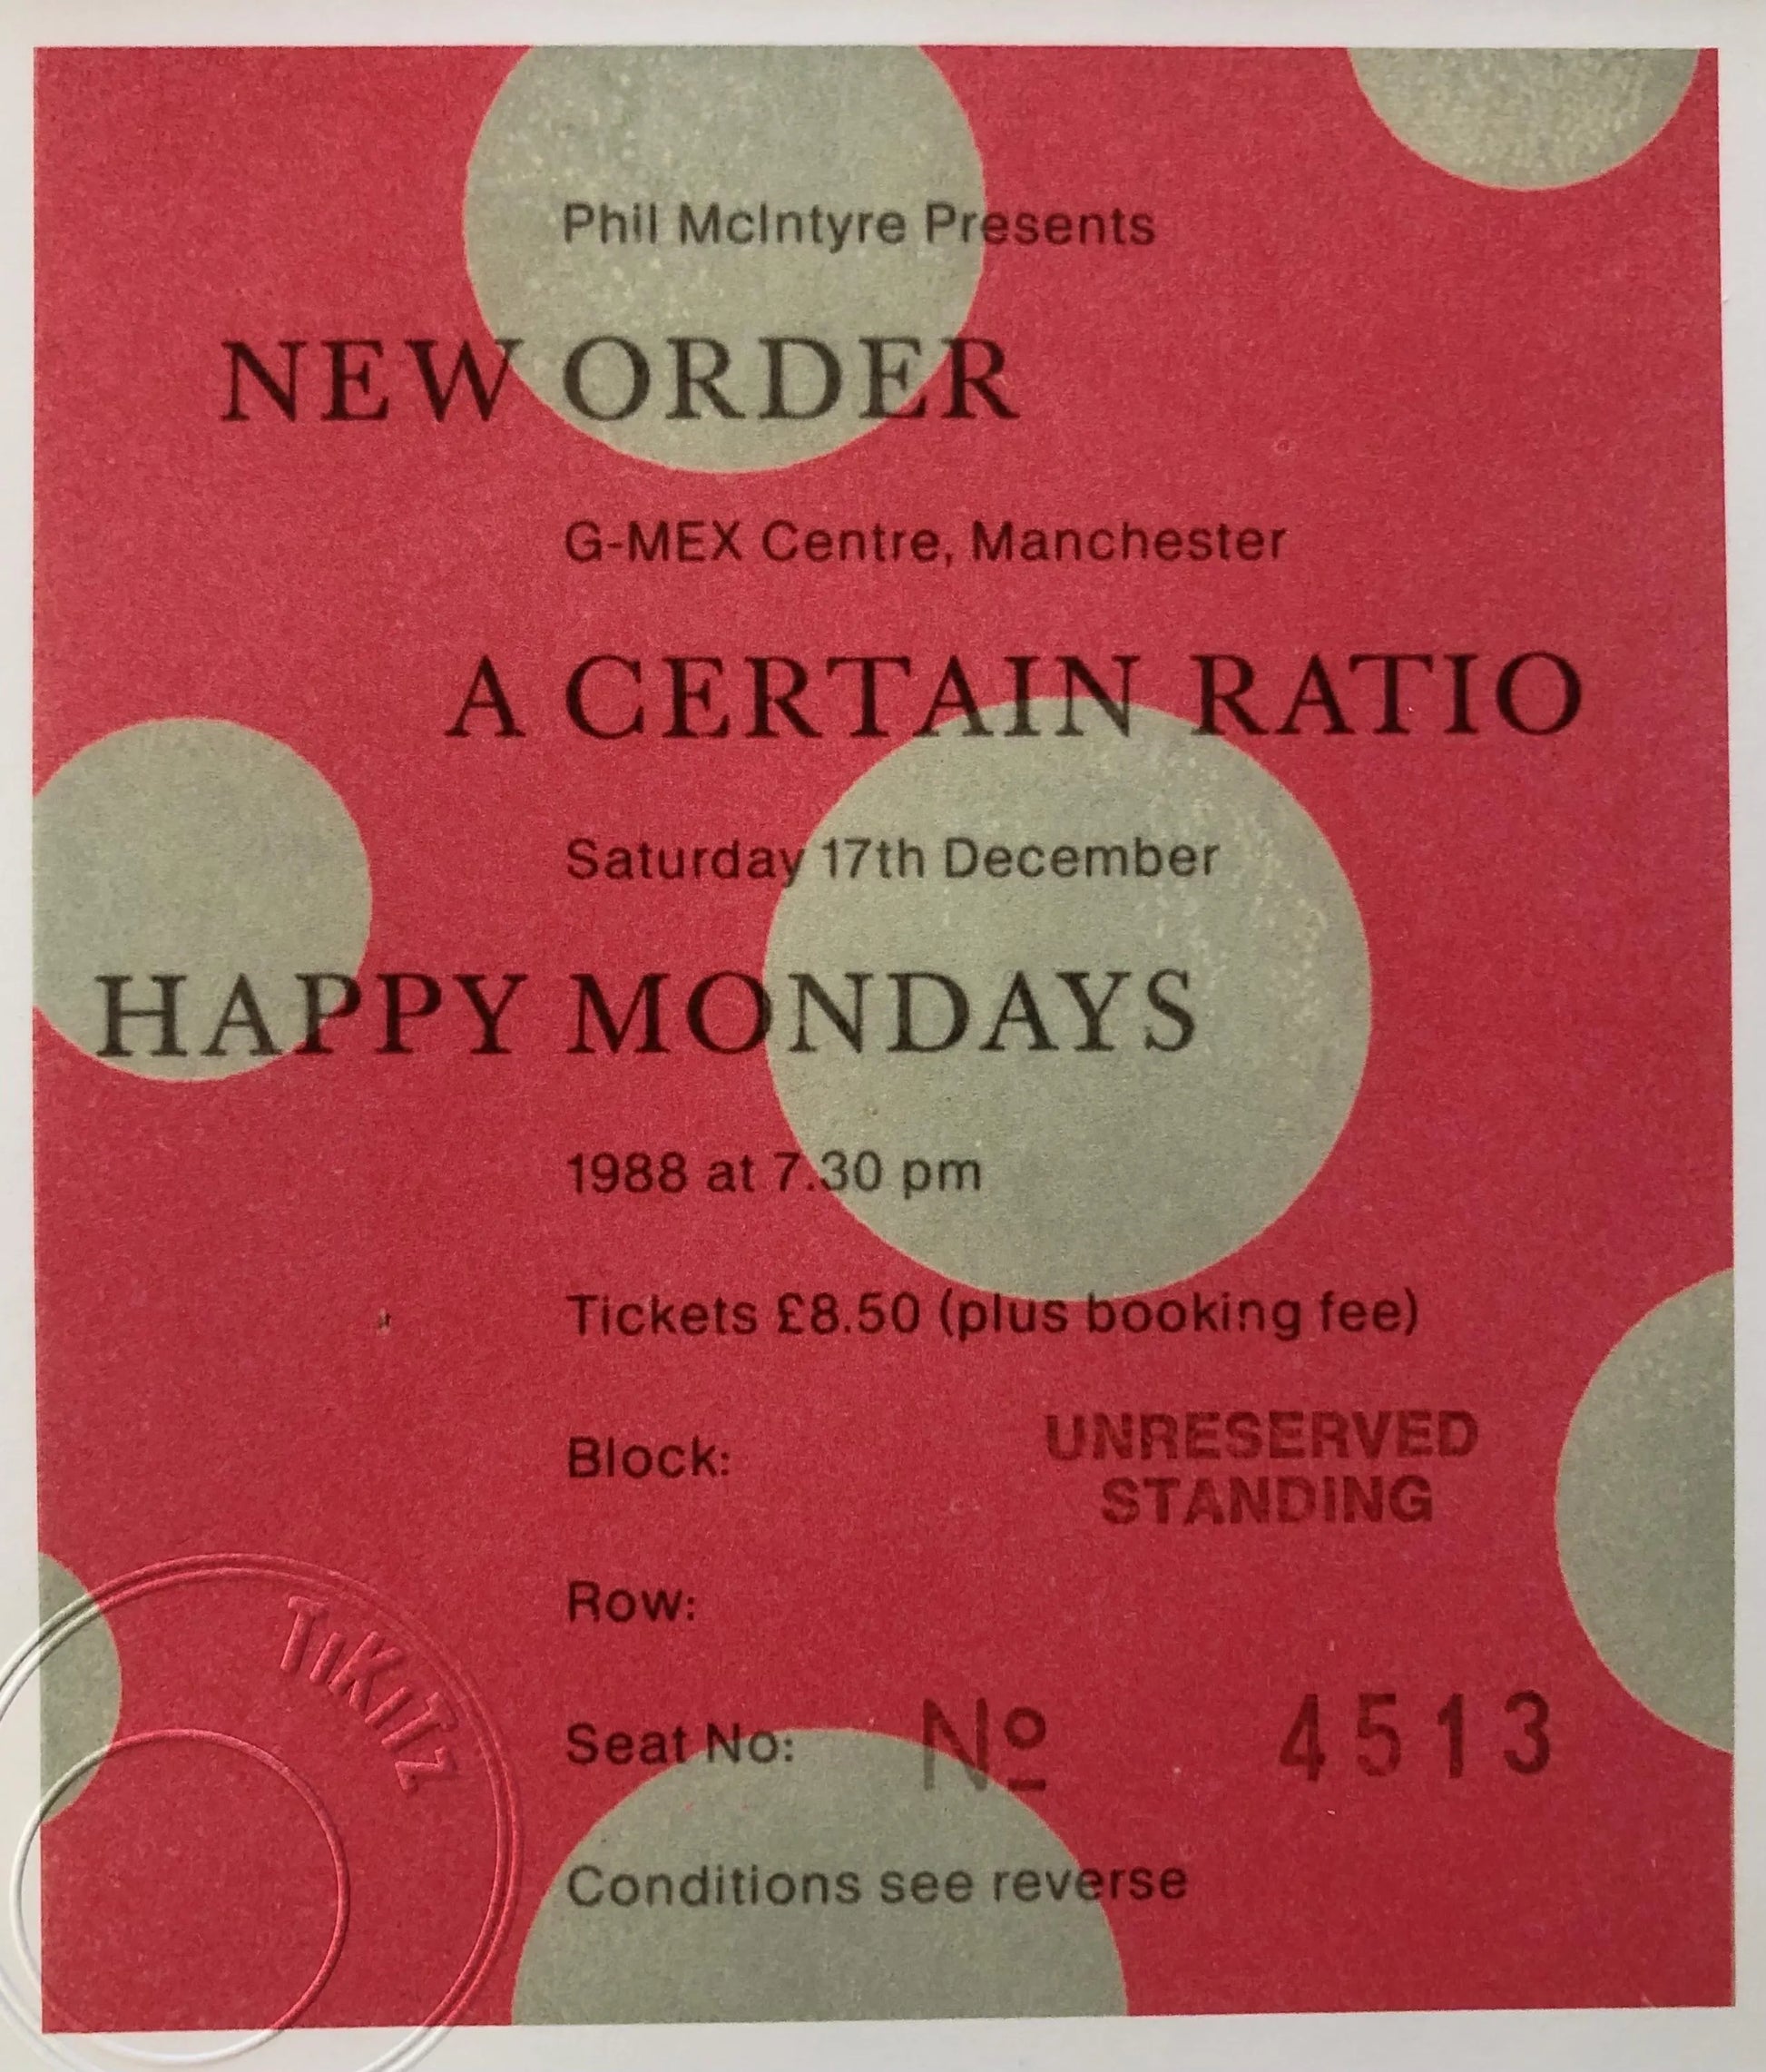 Phil McIntyre Presents
NEW ORDER
G-MEX Centre, Manchester
A CERTAIN RATIO
Saturday 17th December
HAPPY MONDAYS
1988 at 7.30 pm
Tickets £8.50 (plus booking fee)
Block:
UNRESERVED
STANDING
Row:
TiKiTz
Seat No: Nº 4513
Conditions see reverse